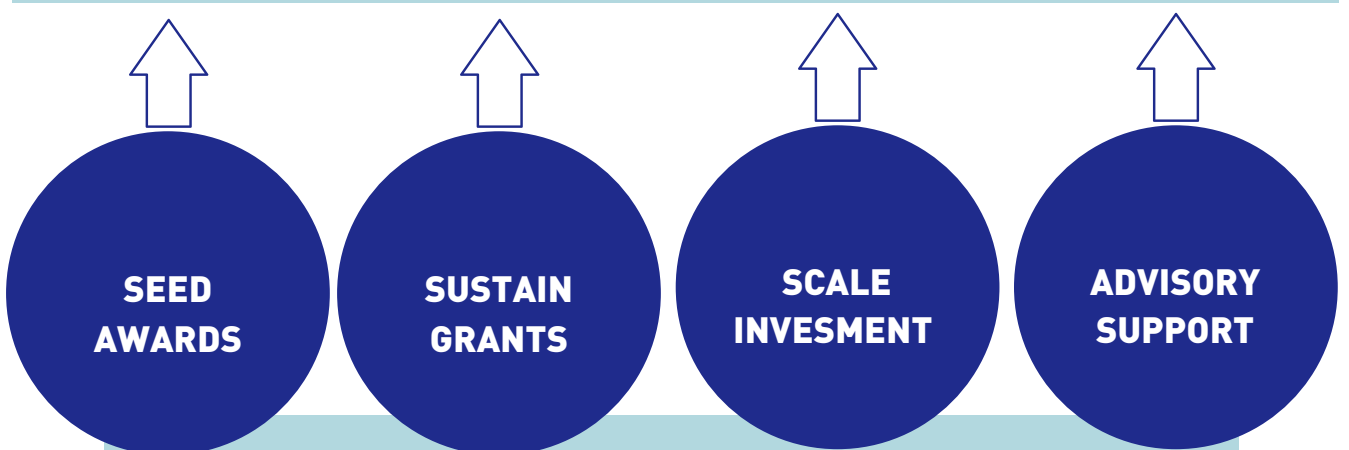 SEED
AWARDS
SUSTAIN
GRANTS
SCALE
INVESMENT
ADVISORY
SUPPORT